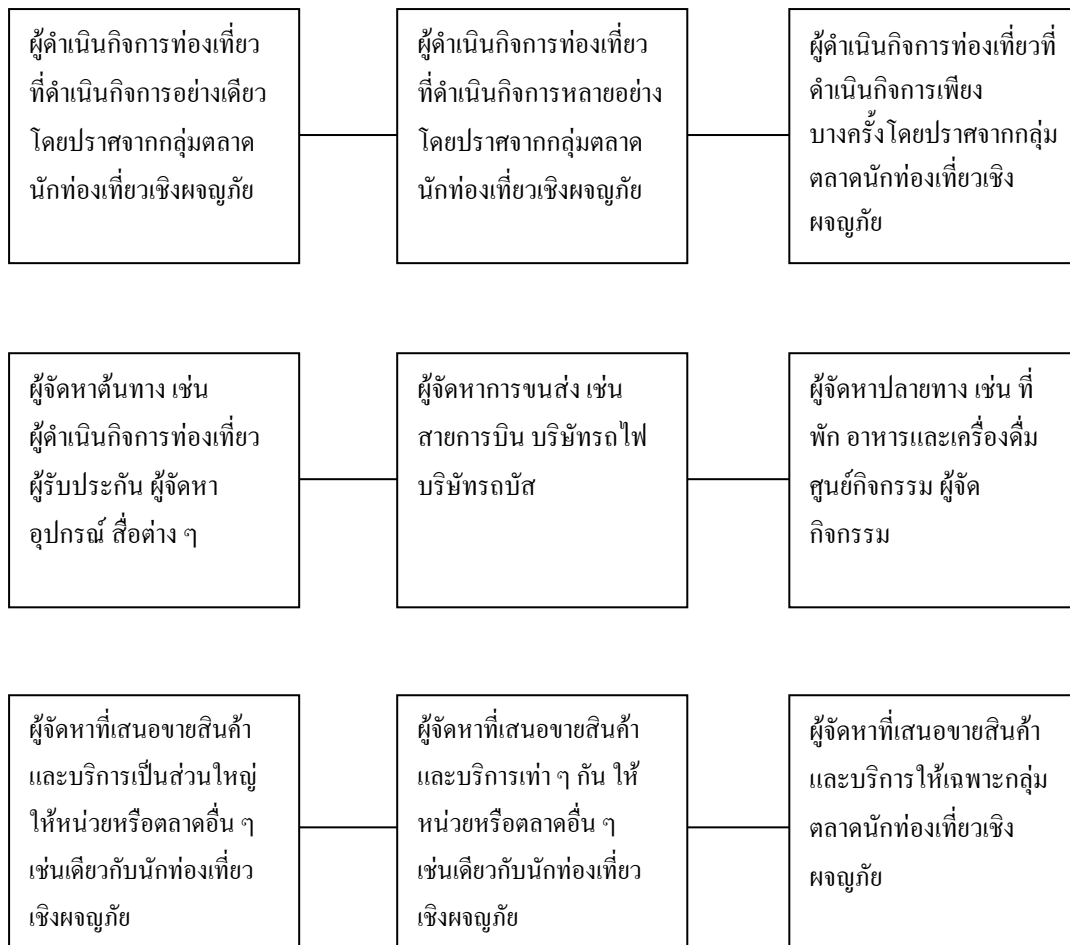 ผู้ดำเนินกิจการท่องเที่ยว
ที่ดำเนินกิจการอย่างเดียว
โดยปราศจากกลุ่มตลาด
นักท่องเที่ยวเชิงผจญภัย
ผู้ดำเนินกิจการท่องเที่ยว
ที่ดำเนินกิจการหลายอย่าง
โดยปราศจากกลุ่มตลาด
นักท่องเที่ยวเชิงผจญภัย
ผู้ดำเนินกิจการท่องเที่ยวที่
ดำเนินกิจการเพียง
บางครั้งโดยปราศจากกลุ่ม
ตลาดนักท่องเที่ยวเชิง
ผจญภัย
ผู้จัดหาต้นทาง เช่น
ผู้ดำเนินกิจการท่องเที่ยว
ผู้รับประกัน ผู้จัดหา
อุปกรณ์ สื่อต่าง ๆ
ผู้จัดหาการขนส่ง เช่น
สายการบิน บริษัทรถไฟ
บริษัทรถบัส
ผู้จัดหาปลายทาง เช่น ที่
พัก อาหารและเครื่องดื่ม
ศูนย์กิจกรรม ผู้จัด
กิจกรรม
ผู้จัดหาที่เสนอขายสินค้า
และบริการเป็นส่วนใหญ่
ให้หน่วยหรือตลาดอื่น ๆ
เช่นเดียวกับนักท่องเที่ยว
เชิงผจญภัย
ผู้จัดหาที่เสนอขายสินค้า
และบริการเท่า ๆ กัน ให้
หน่วยหรือตลาดอื่น ๆ
เช่นเดียวกับนักท่องเที่ยว
เชิงผจญภัย
ผู้จัดหาที่เสนอขายสินค้า
และบริการให้เฉพาะกลุ่ม
ตลาดนักท่องเที่ยวเชิง
ผจญภัย